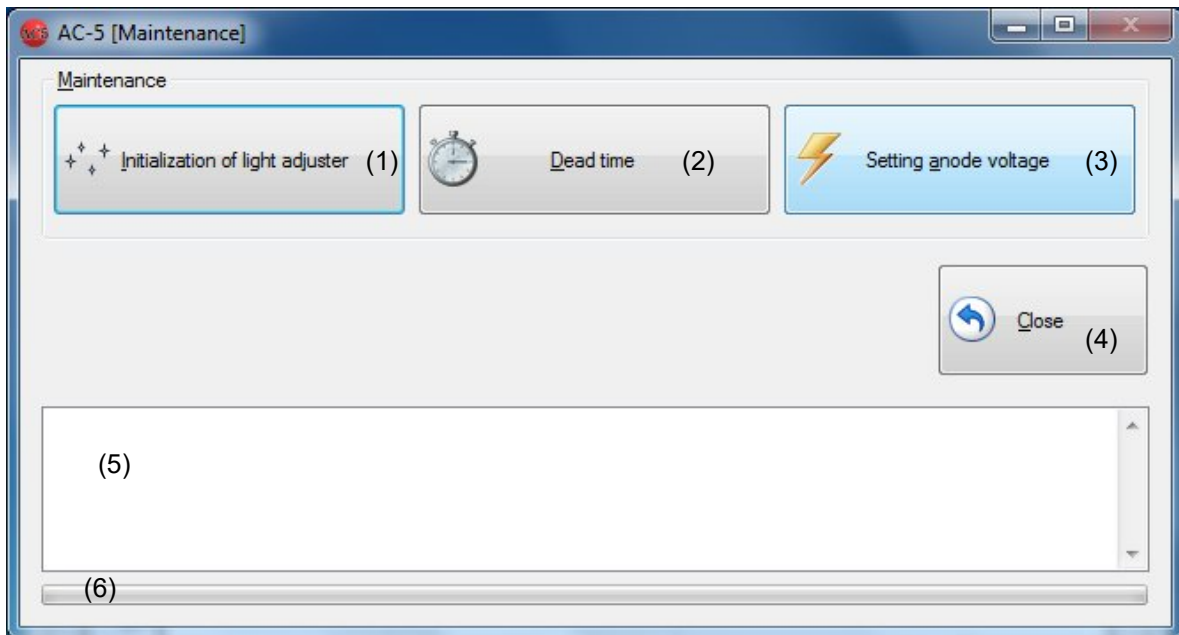 AC-5 [Maintenance]
Maintenance
Initialization of light adjuster (1)
Dead time (2)
Setting anode voltage (3)
Close (4)
(5)
(6)